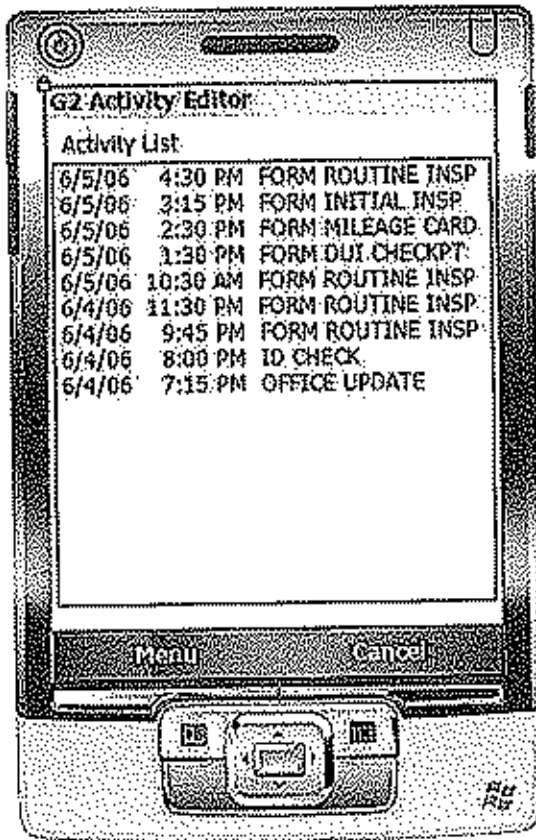 G2 Activity Editor
Activity List
6/5/06 4:30 PM FORM ROUTINE INSP
6/5/06 3:15 PM FORM INITIAL INSP
6/5/06 2:30 PM FORM MILEAGE CARD
6/5/06 1:30 PM FORM DUI CHECKPT
6/5/06 10:30 AM FORM ROUTINE INSP
6/4/06 11:30 PM FORM ROUTINE INSP
6/4/06 9:45 PM FORM ROUTINE INSP
6/4/06 8:00 PM ID CHECK
6/4/06 7:15 PM OFFICE UPDATE
Menu Cancel